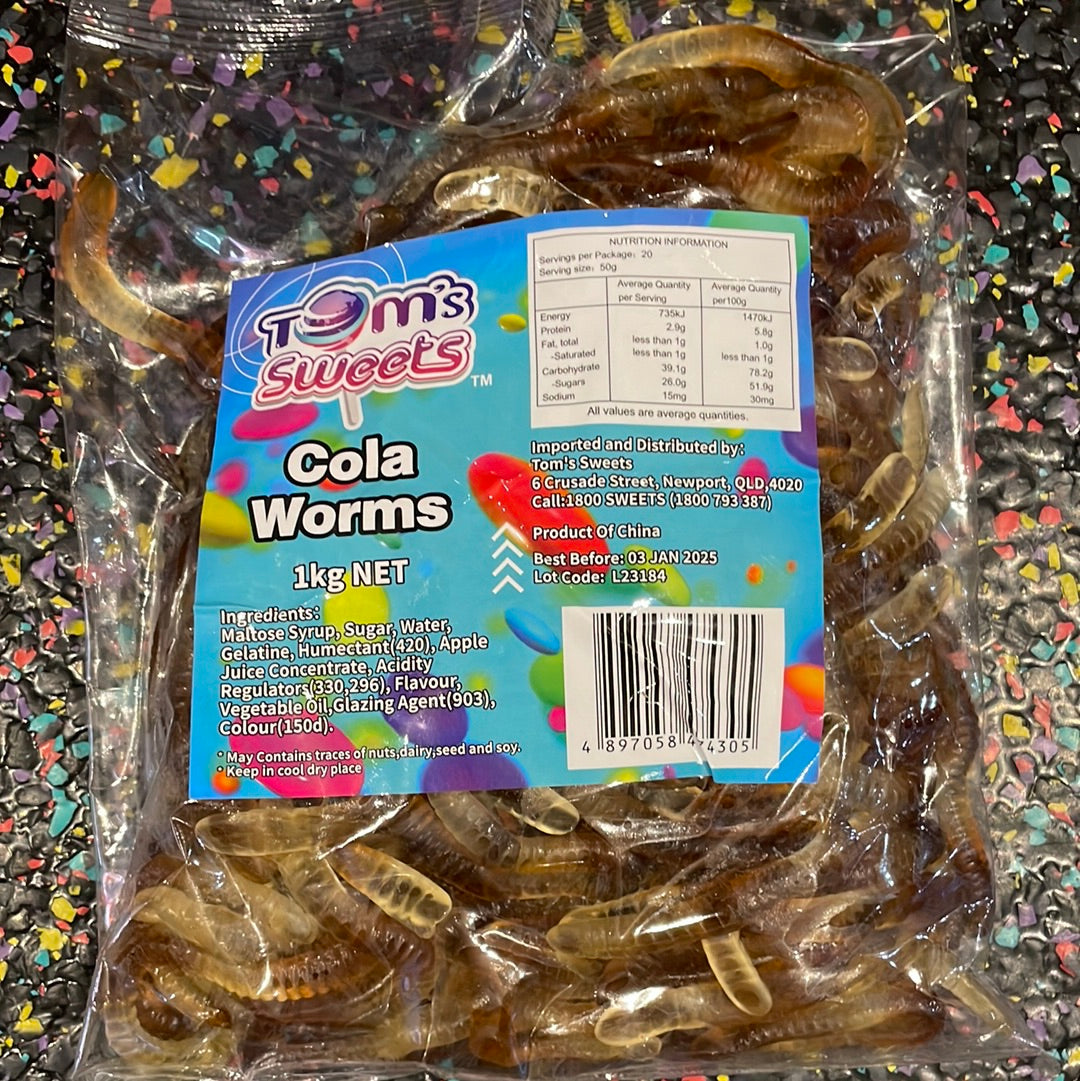 Tom's
Sweets
TM
Cola
Worms
1kg NET
Ingredients:
Maltose Syrup, Sugar, Water,
Gelatine, Humectant(420), Apple
Juice Concentrate, Acidity
Regulators(330,296), Flavour,
Vegetable Oil,Glazing Agent(903),
Colour(150d).
* May Contains traces of nuts,dairy,seed and soy.
* Keep in cool dry place
NUTRITION INFORMATION
Servings per Package: 20
Serving size: 50g
Average Quantity per Serving Average Quantity per100g
Energy 735kJ 1470kJ
Protein 2.9g 5.8g
Fat, total less than 1g 1.0g
-Saturated less than 1g less than 1g
Carbohydrate 39.1g 78.2g
-Sugars 26.0g 51.9g
Sodium 15mg 30mg
All values are average quantities.
Imported and Distributed by:
Tom's Sweets
6 Crusade Street, Newport, QLD,4020
Call:1800 SWEETS (1800 793 387)
Product Of China
Best Before: 03 JAN 2025
Lot Code: L23184
4 897058 474305